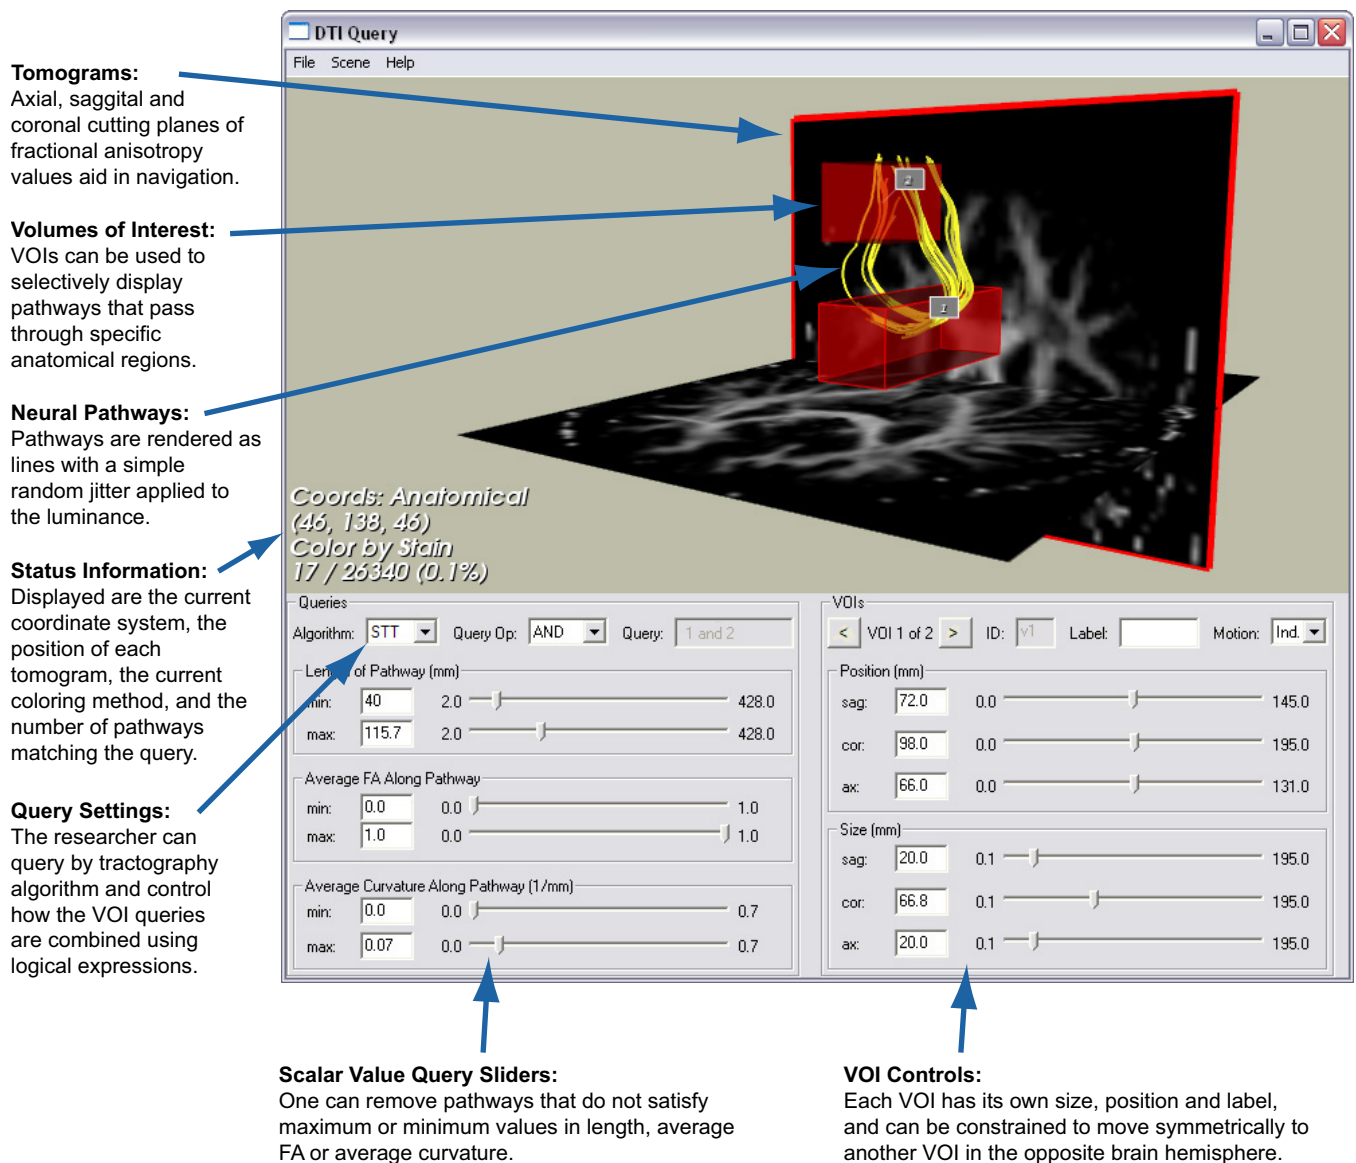 DTI Query
File Scene Help
Tomograms:
Axial, saggital and
coronal cutting planes of
fractional anisotropy
values aid in navigation.
Volumes of Interest:
VOIs can be used to
selectively display
pathways that pass
through specific
anatomical regions.
Neural Pathways:
Pathways are rendered as
lines with a simple
random jitter applied to
the luminance.
Status Information:
Displayed are the current
coordinate system, the
position of each
tomogram, the current
coloring method, and the
number of pathways
matching the query.
Query Settings:
The researcher can
query by tractography
algorithm and control
how the VOI queries
are combined using
logical expressions.
2
1
Coords: Anatomical
(46, 138, 46)
Color by Stain
17 / 26340 (0.1%)
Queries
Algorithm: STT Query Op: AND Query: 1 and 2
Length of Pathway (mm)
min: 40 2.0 428.0
max: 115.7 2.0 428.0
Average FA Along Pathway
min: 0.0 0.0 1.0
max: 1.0 0.0 1.0
Average Curvature Along Pathway (1/mm)
min: 0.0 0.0 0.7
max: 0.07 0.0 0.7
VOIs
< VOI 1 of 2 > ID: v1 Label: Motion: Ind.
Position (mm)
sag: 72.0 0.0 145.0
cor: 98.0 0.0 195.0
ax: 66.0 0.0 131.0
Size (mm)
sag: 20.0 0.1 195.0
cor: 66.8 0.1 195.0
ax: 20.0 0.1 195.0
Scalar Value Query Sliders:
One can remove pathways that do not satisfy
maximum or minimum values in length, average
FA or average curvature.
VOI Controls:
Each VOI has its own size, position and label,
and can be constrained to move symmetrically to
another VOI in the opposite brain hemisphere.